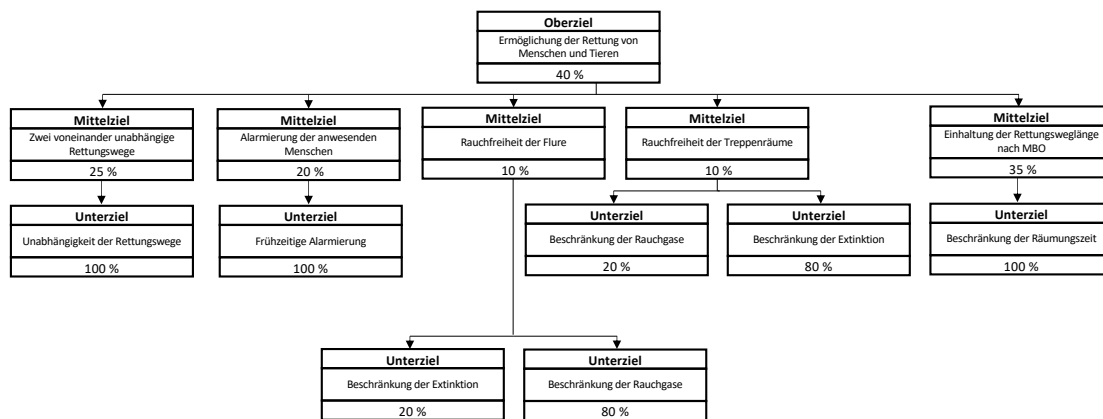 Oberziel
Ermöglichung der Rettung von
Menschen und Tieren
40 %
Mittelziel
Zwei voneinander unabhängige
Rettungswege
25 %
Mittelziel
Alarmierung der anwesenden
Menschen
20 %
Mittelziel
Rauchfreiheit der Flure
10 %
Mittelziel
Rauchfreiheit der Treppenräume
10 %
Mittelziel
Einhaltung der Rettungsweglänge
nach MBO
35 %
Unterziel
Unabhängigkeit der Rettungswege
100 %
Unterziel
Frühzeitige Alarmierung
100 %
Unterziel
Beschränkung der Rauchgase
20 %
Unterziel
Beschränkung der Extinktion
80 %
Unterziel
Beschränkung der Räumungszeit
100 %
Unterziel
Beschränkung der Extinktion
20 %
Unterziel
Beschränkung der Rauchgase
80 %